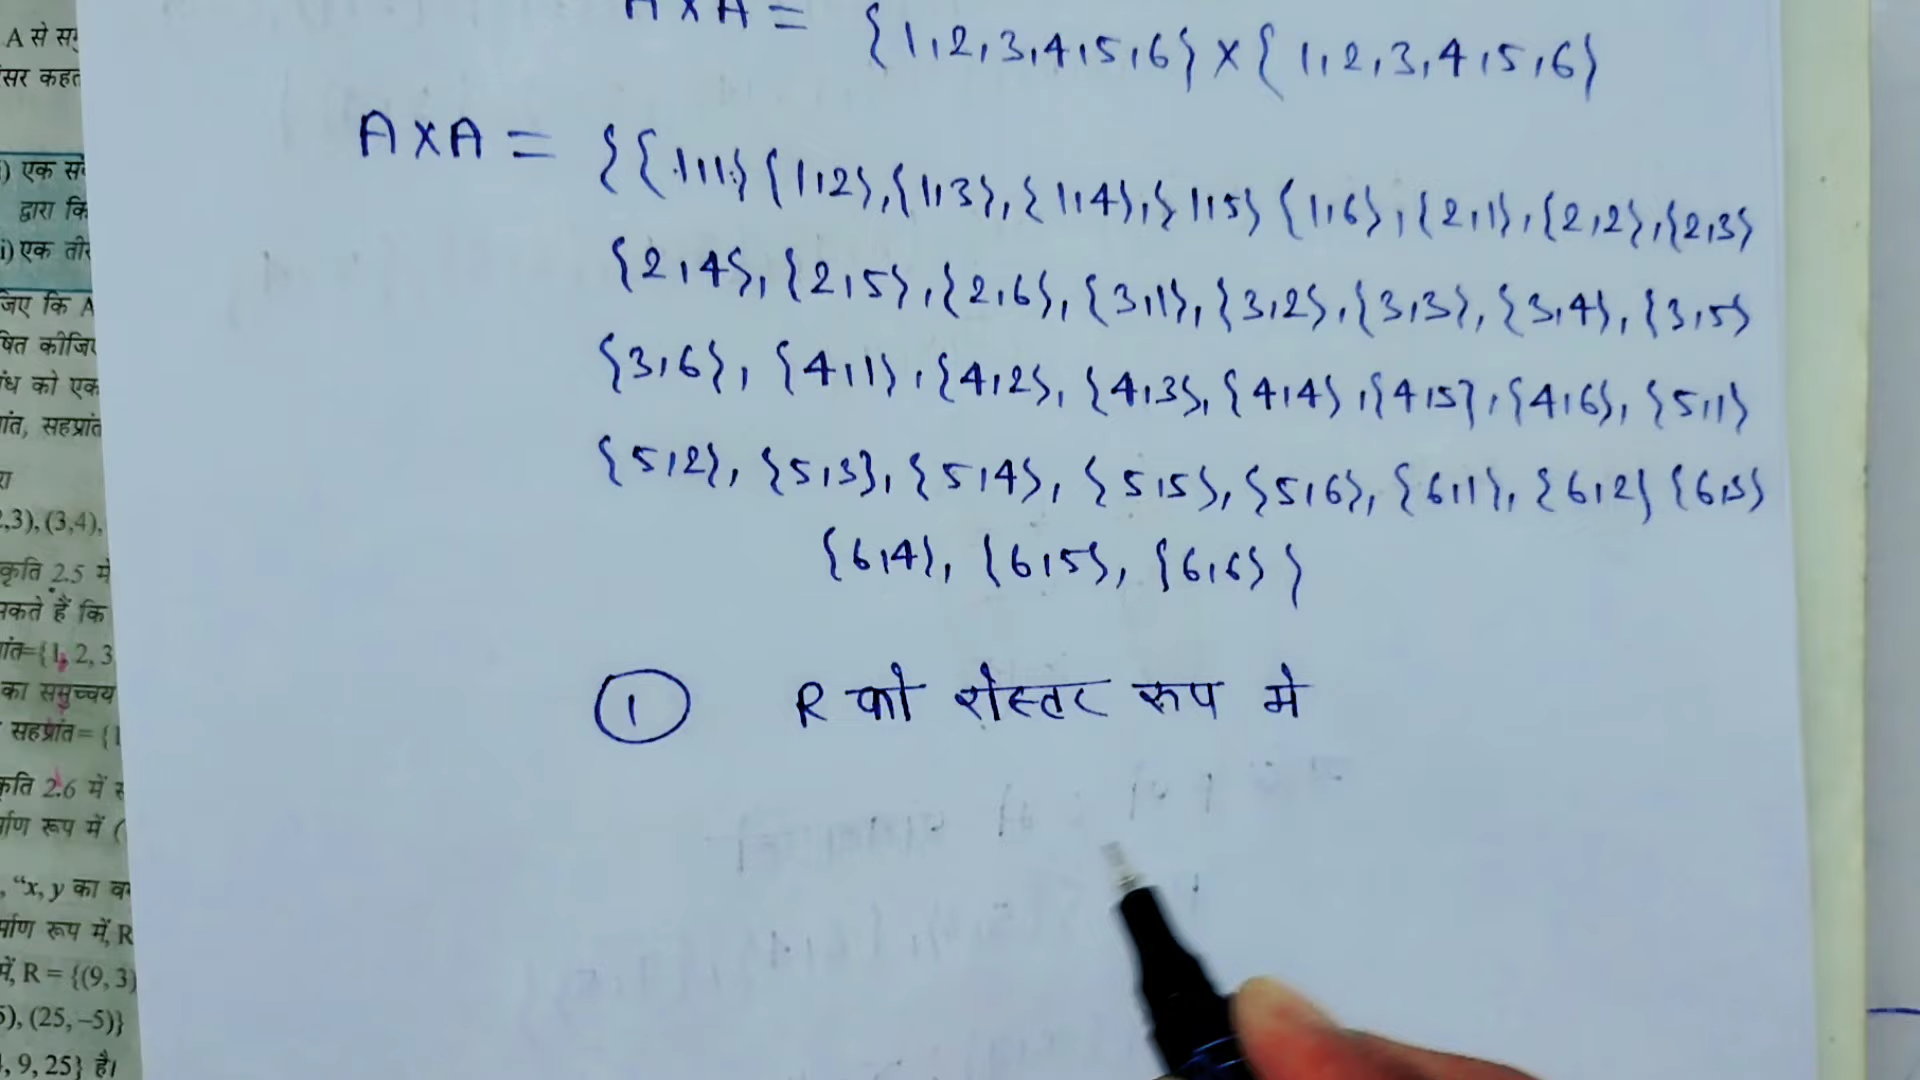 A से
सर कहत
) एक सं
द्वारा कि
i) एक ती
जिए कि A
षित कीजि
ंध को एक
ांत, सहप्रांत
रा
2,3), (3,4),
कृति 2.5 में
सकते हैं कि
ांत={1, 2, 3
का समुच्चय
सहप्रांत= {1
कृति 2.6 में
र्माण रूप में (
, “x, y का व
र्माण रूप में, R
में, R = {(9, 3)
5), (25, –5)}
, 9, 25} है।
A X A = {1,2,3,4,5,6} X { 1,2,3,4,5,6}
A X A = { {1,1} {1,2}, {1,3}, {1,4}, {1,5} {1,6}, {2,1}, {2,2}, {2,3}
{2,4}, {2,5}, {2,6}, {3,1}, {3,2}, {3,3}, {3,4}, {3,5}
{3,6}, {4,1}, {4,2}, {4,3}, {4,4}, {4,5}, {4,6}, {5,1}
{5,2}, {5,3}, {5,4}, {5,5}, {5,6}, {6,1}, {6,2} {6,3}
{6,4}, {6,5}, {6,6} }
1 R को रोस्टर रूप मे